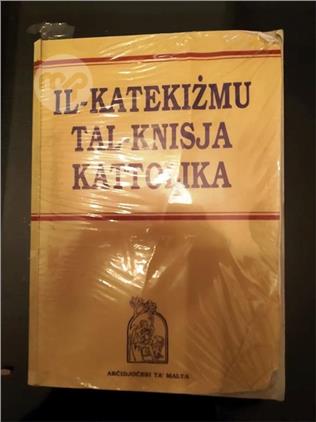 IL-KATEKIŻMU
TAL-KNISJA
KATTOLIKA
ARĊIDJOĊESI TA' MALTA